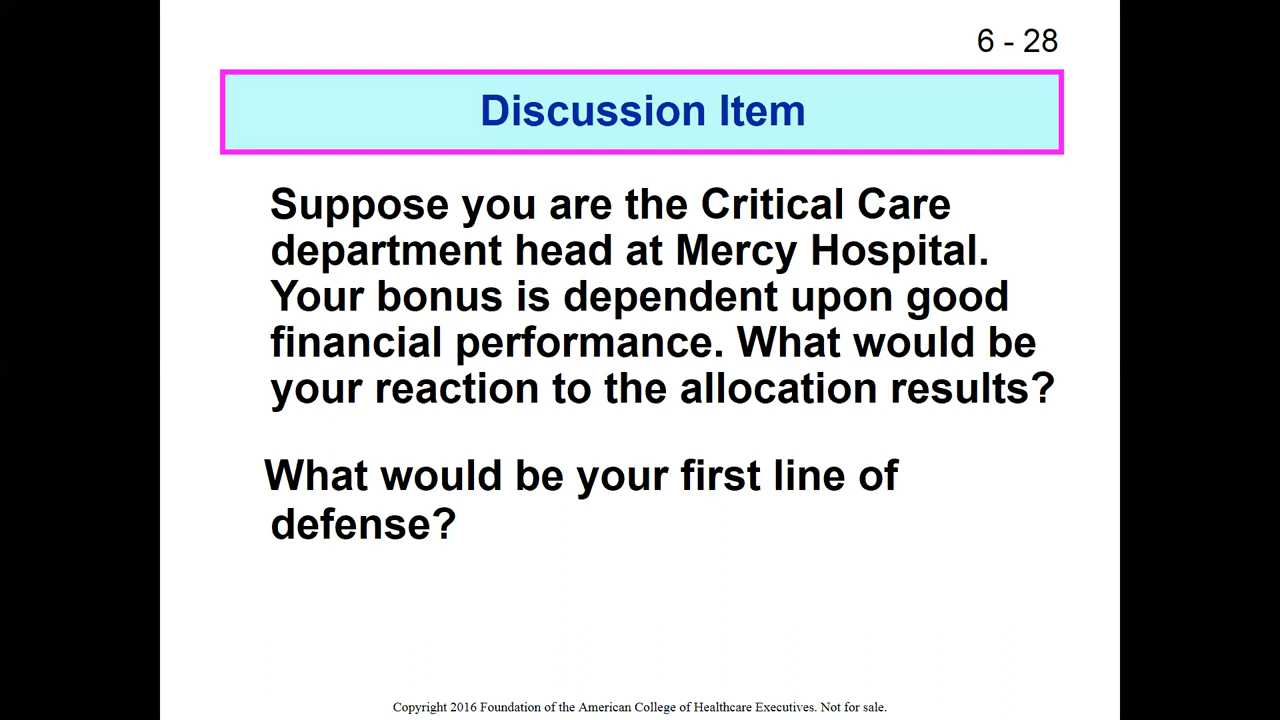 6 - 28
Discussion Item
Suppose you are the Critical Care
department head at Mercy Hospital.
Your bonus is dependent upon good
financial performance. What would be
your reaction to the allocation results?
What would be your first line of
defense?
Copyright 2016 Foundation of the American College of Healthcare Executives. Not for sale.